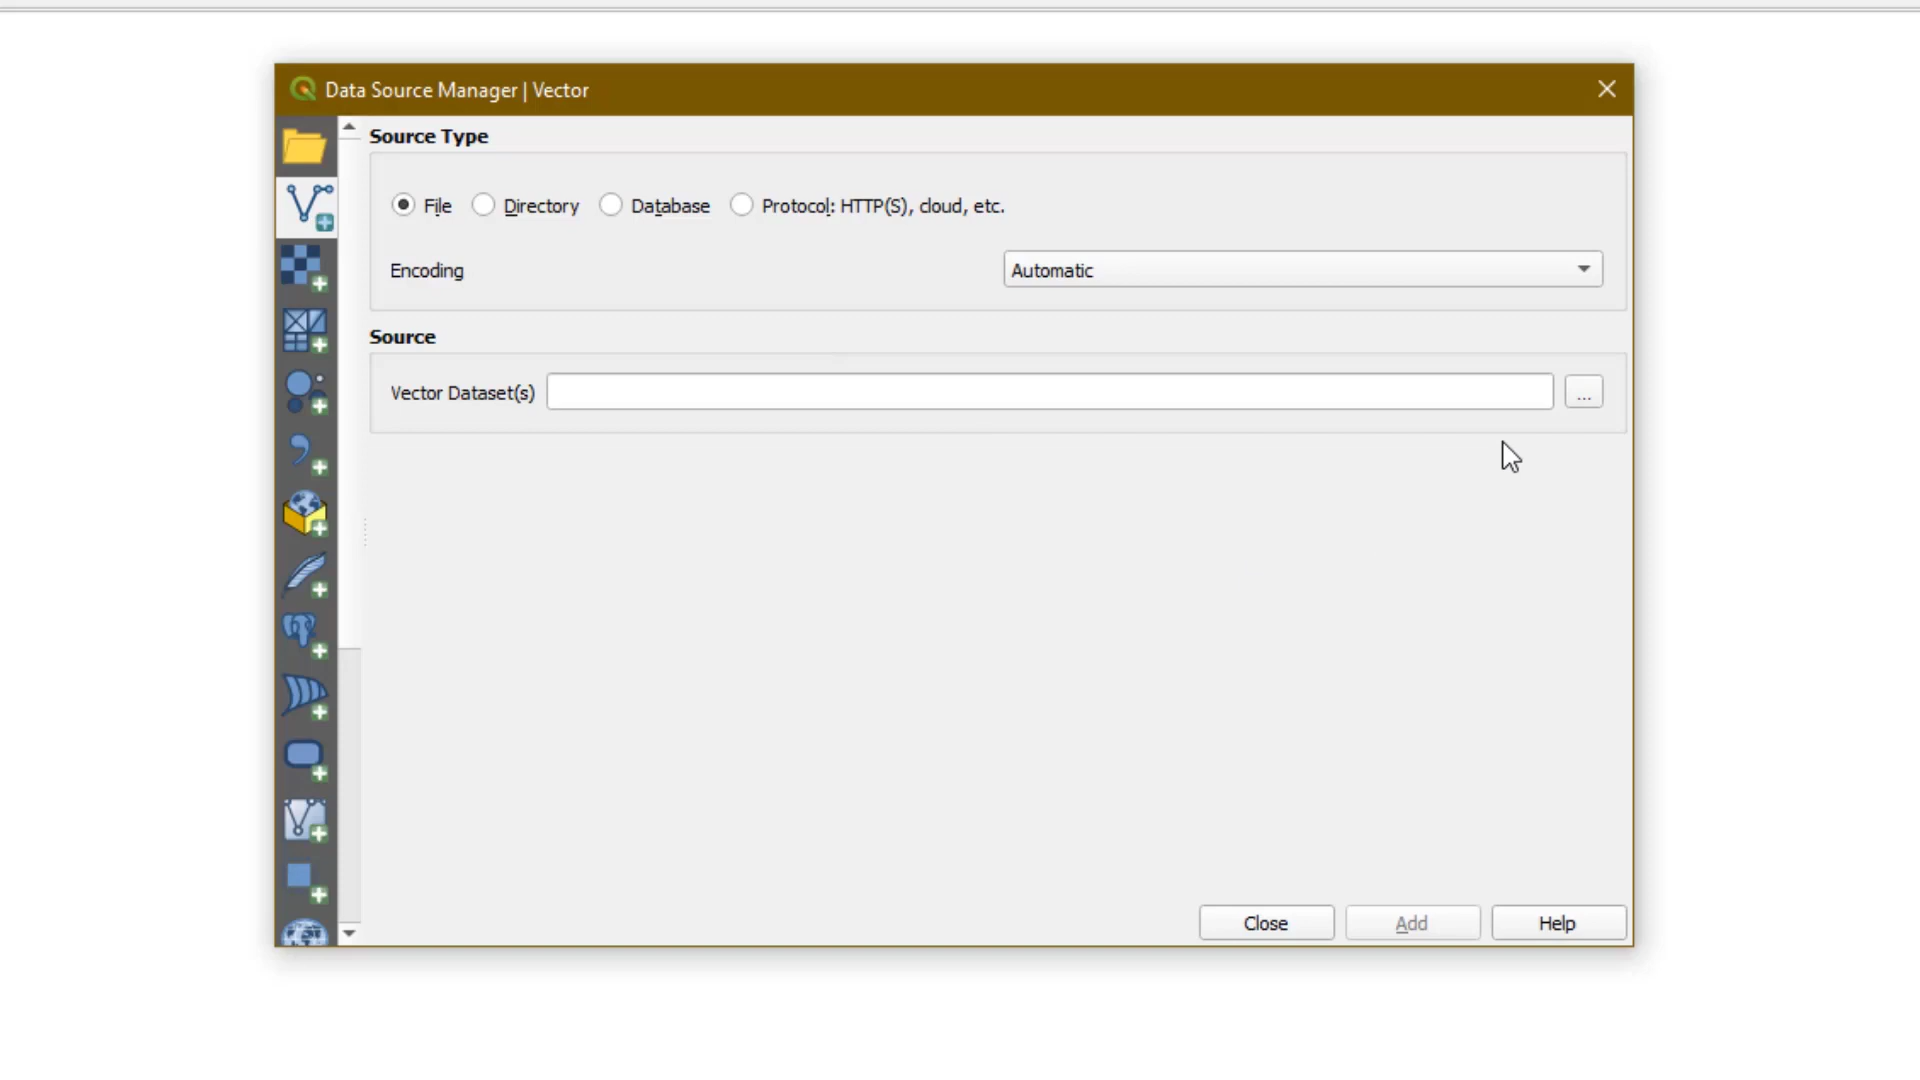 Data Source Manager | Vector
Source Type
File Directory Database Protocol: HTTP(S), cloud, etc.
Encoding Automatic
Source
Vector Dataset(s) ...
Close Add Help